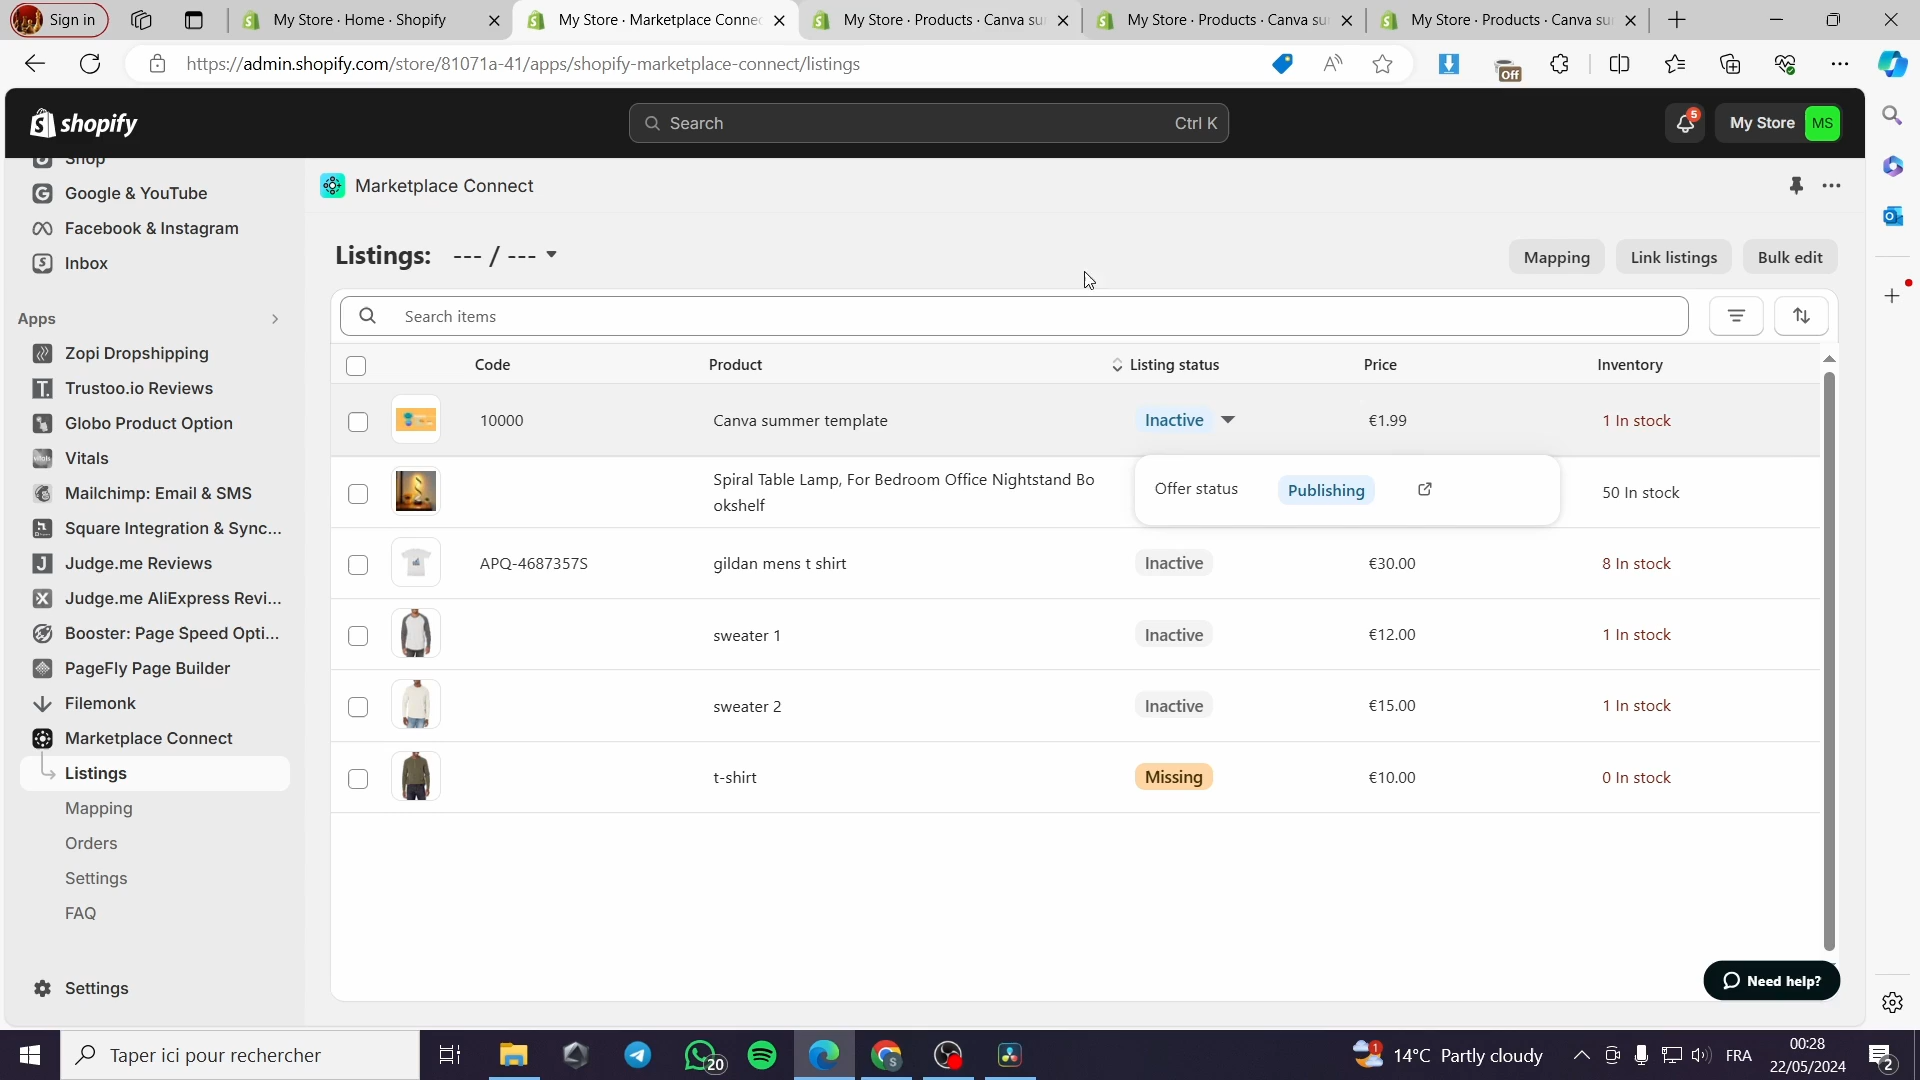 Sign in
My Store · Home · Shopify
My Store · Marketplace Conne
My Store · Products · Canva su
My Store · Products · Canva su
My Store · Products · Canva su
https://admin.shopify.com/store/81071a-41/apps/shopify-marketplace-connect/listings
Off
shopify
Search
Ctrl K
5
My Store
MS
Shop
Google & YouTube
Facebook & Instagram
Inbox
Apps
Zopi Dropshipping
Trustoo.io Reviews
Globo Product Option
Vitals
Mailchimp: Email & SMS
Square Integration & Sync...
Judge.me Reviews
Judge.me AliExpress Revi...
Booster: Page Speed Opti...
PageFly Page Builder
Filemonk
Marketplace Connect
Listings
Mapping
Orders
Settings
FAQ
Settings
Marketplace Connect
Listings: --- / ---
Mapping
Link listings
Bulk edit
Search items
Code
Product
Listing status
Price
Inventory
10000
Canva summer template
Inactive
€1.99
1 In stock
Spiral Table Lamp, For Bedroom Office Nightstand Bo
okshelf
Offer status
Publishing
50 In stock
APQ-4687357S
gildan mens t shirt
Inactive
€30.00
8 In stock
sweater 1
Inactive
€12.00
1 In stock
sweater 2
Inactive
€15.00
1 In stock
t-shirt
Missing
€10.00
0 In stock
Need help?
Taper ici pour rechercher
20
1
14°C Partly cloudy
FRA
00:28
22/05/2024
2